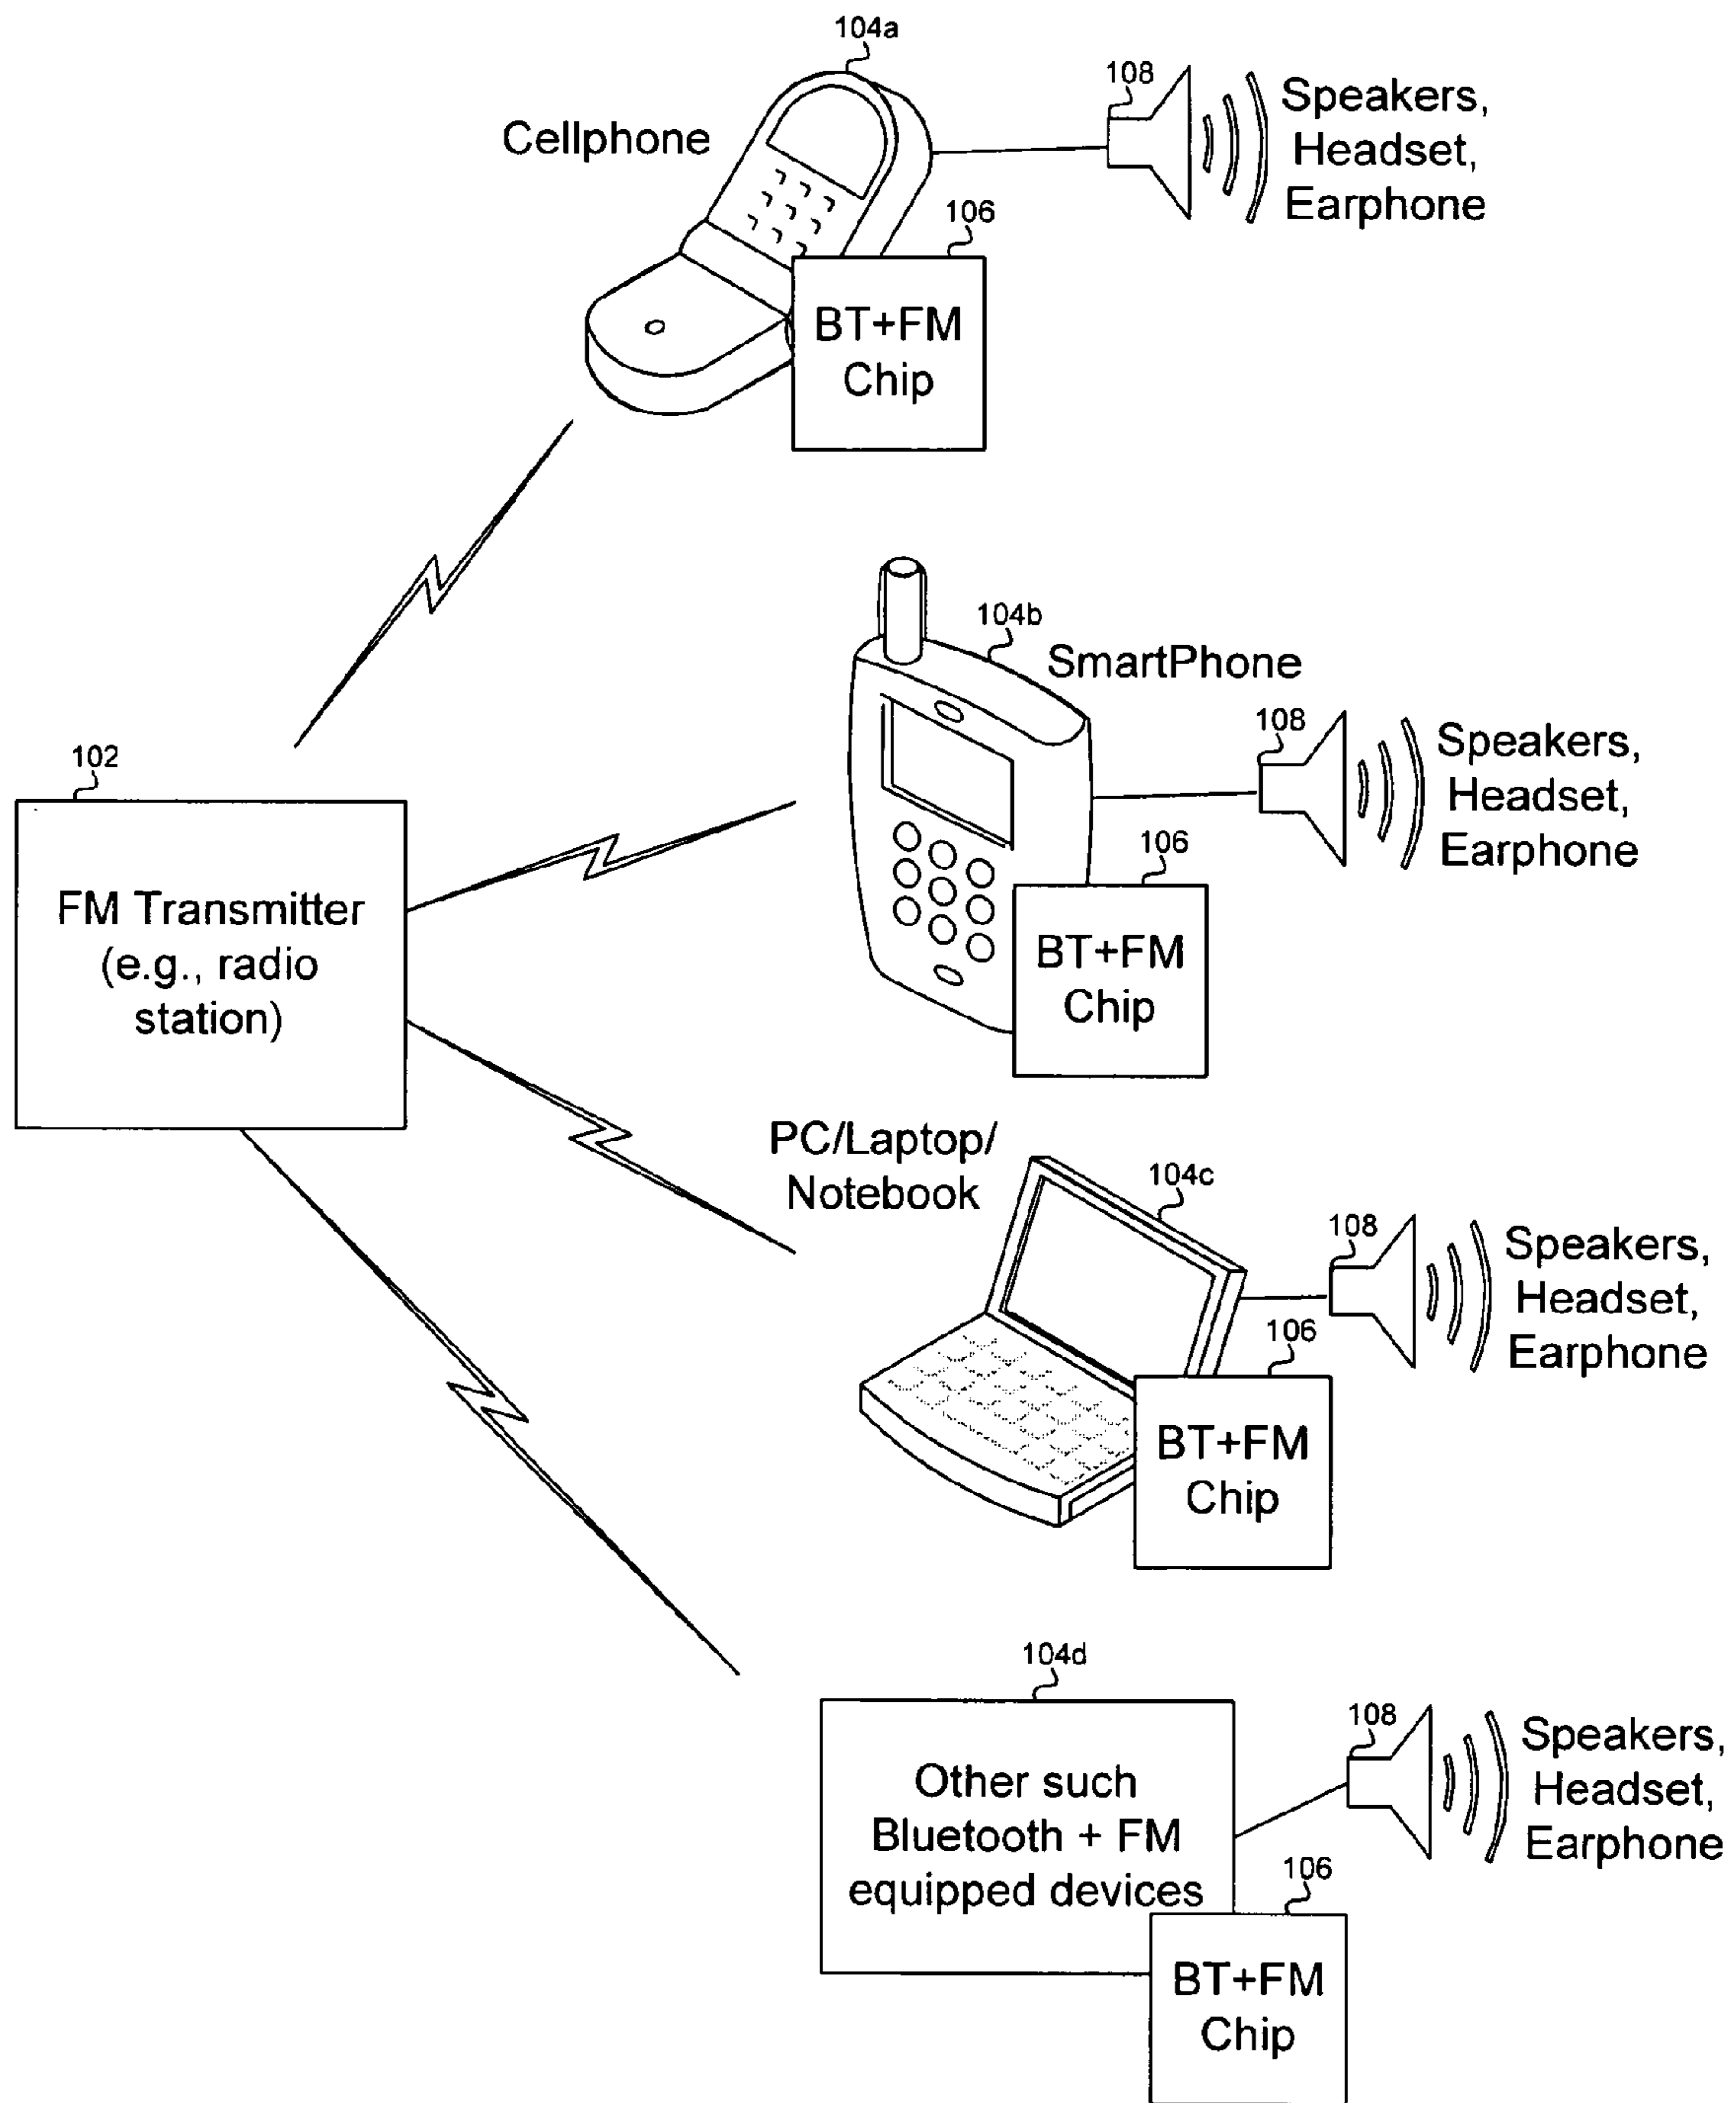 104a
Cellphone
108
Speakers,
Headset,
Earphone
106
BT+FM
Chip
104b
SmartPhone
108
Speakers,
Headset,
Earphone
106
BT+FM
Chip
102
FM Transmitter
(e.g., radio
station)
PC/Laptop/
Notebook
104c
108
Speakers,
Headset,
Earphone
106
BT+FM
Chip
104d
Other such
Bluetooth + FM
equipped devices
108
Speakers,
Headset,
Earphone
106
BT+FM
Chip